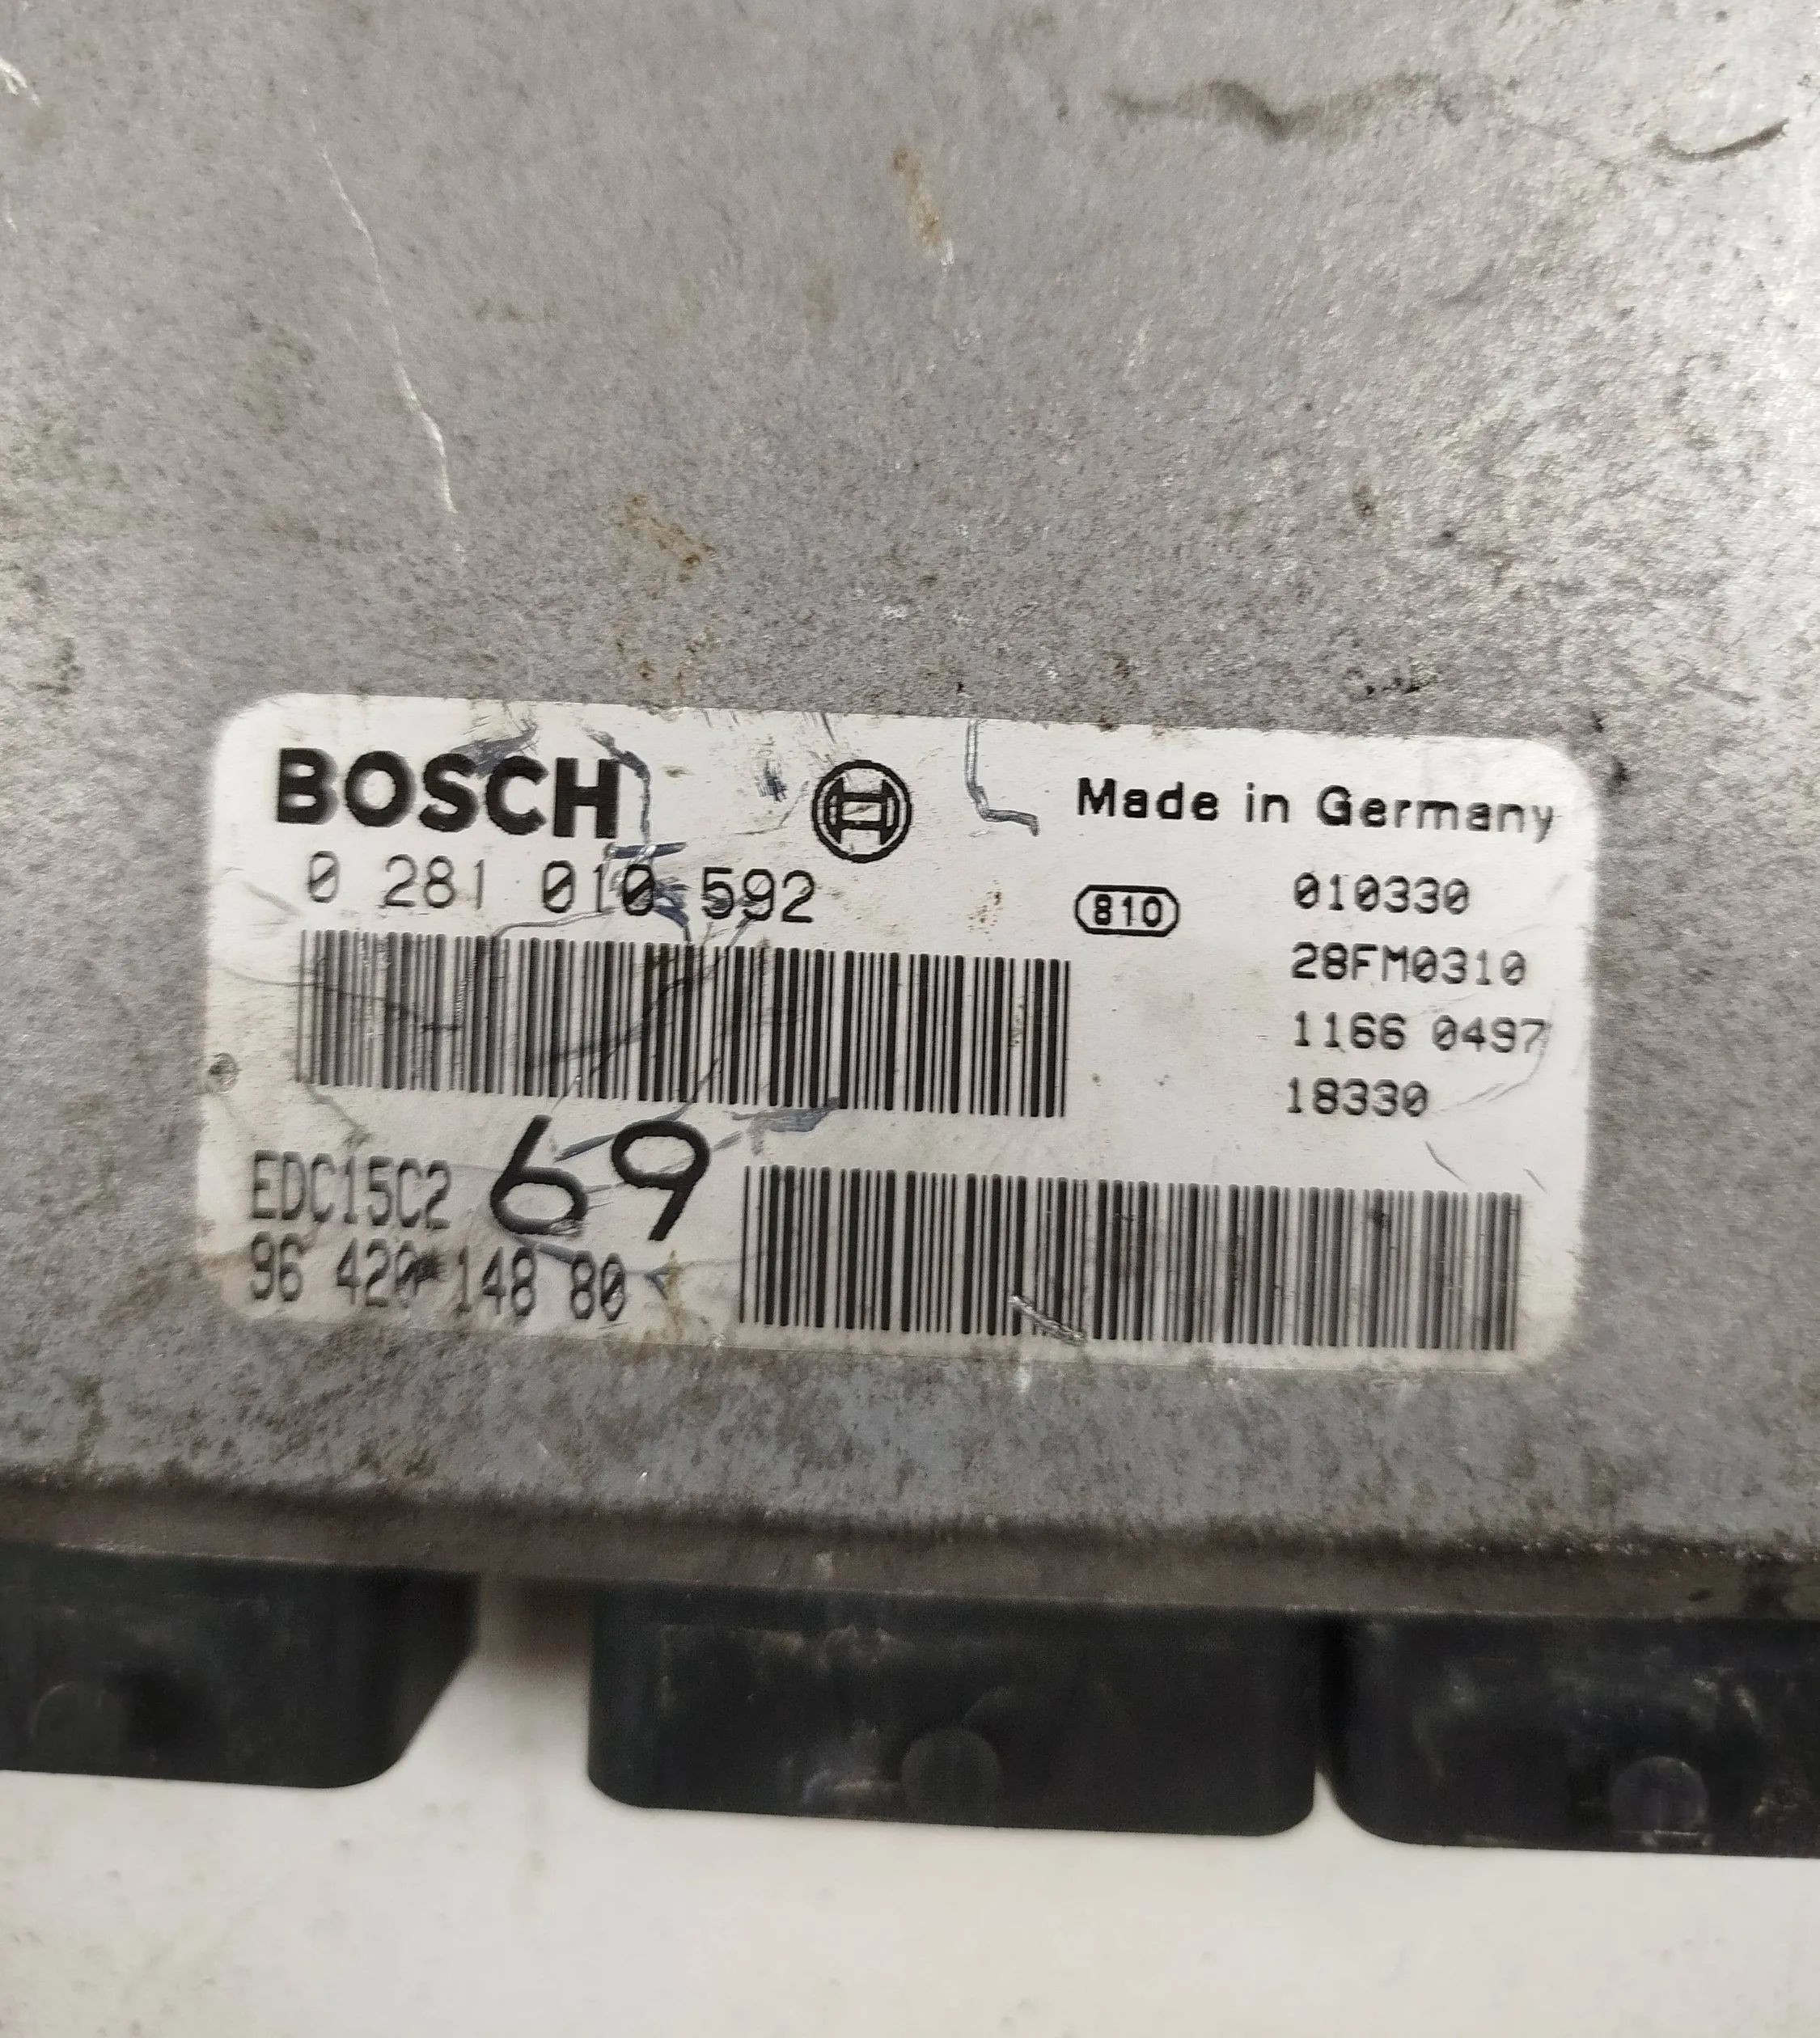 BOSCH
Made in Germany
0 281 010 592
810
010330
28FM0310
1166 0497
18330
EDC15C2
69
96 420 148 80